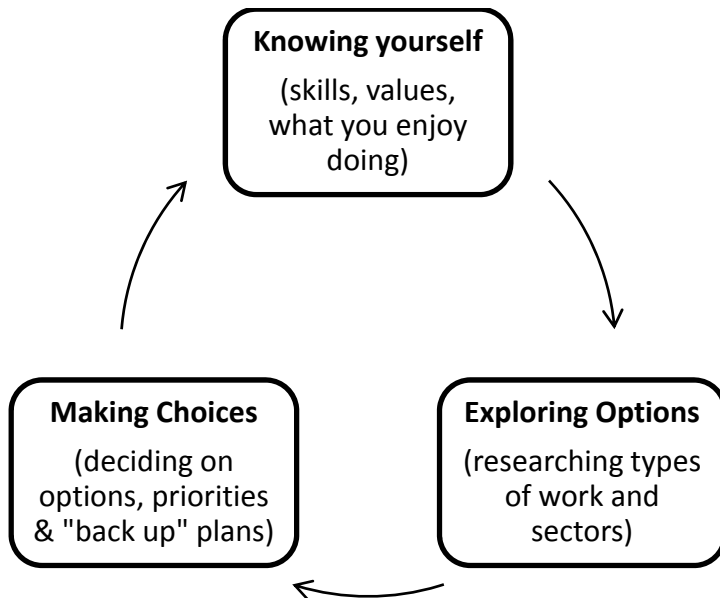 Knowing yourself
(skills, values,
what you enjoy
doing)
Exploring Options
(researching types
of work and
sectors)
Making Choices
(deciding on
options, priorities
& "back up" plans)